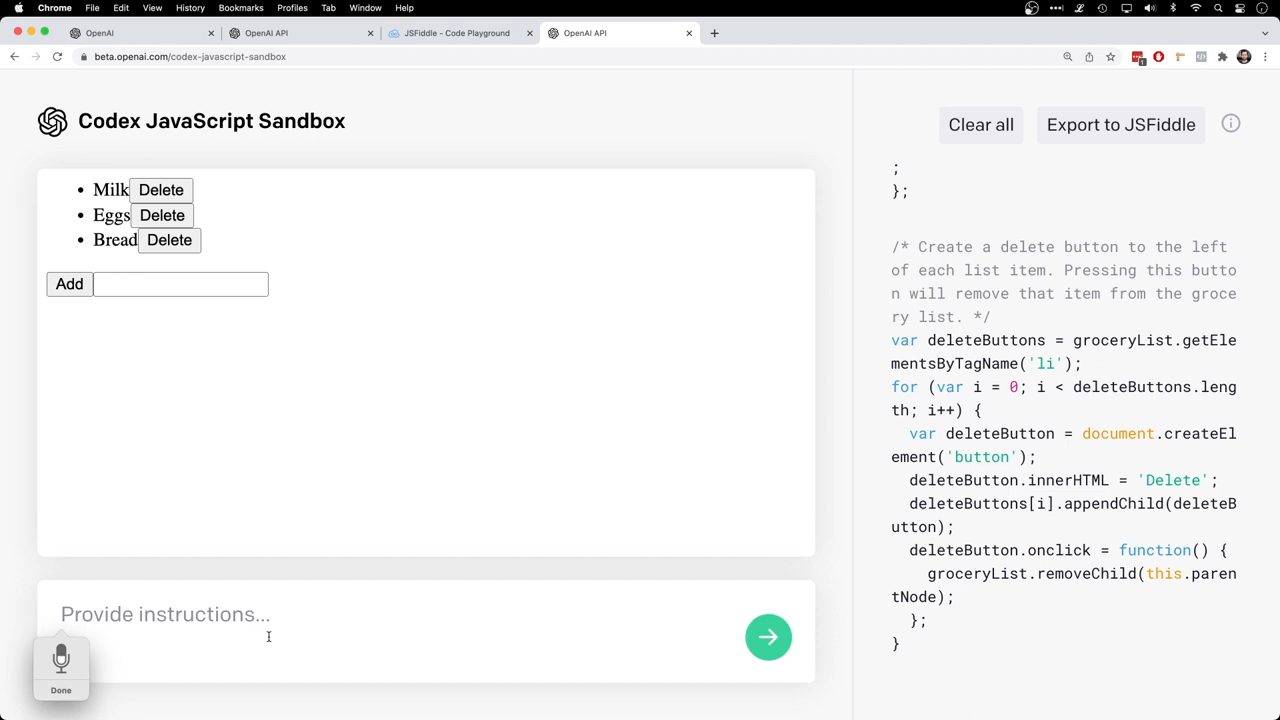 Chrome File Edit View History Bookmarks Profiles Tab Window Help
OpenAI
OpenAI API
JSFiddle - Code Playground
OpenAI API
beta.openai.com/codex-javascript-sandbox
1
Codex JavaScript Sandbox
Clear all
Export to JSFiddle
Milk Delete
Eggs Delete
Bread Delete
Add
Provide instructions...
Done
;
};
/* Create a delete button to the left
of each list item. Pressing this butto
n will remove that item from the groce
ry list. */
var deleteButtons = groceryList.getEle
mentsByTagName('li');
for (var i = 0; i < deleteButtons.leng
th; i++) {
var deleteButton = document.createEl
ement('button');
deleteButton.innerHTML = 'Delete';
deleteButtons[i].appendChild(deleteB
utton);
deleteButton.onclick = function() {
groceryList.removeChild(this.paren
tNode);
};
}